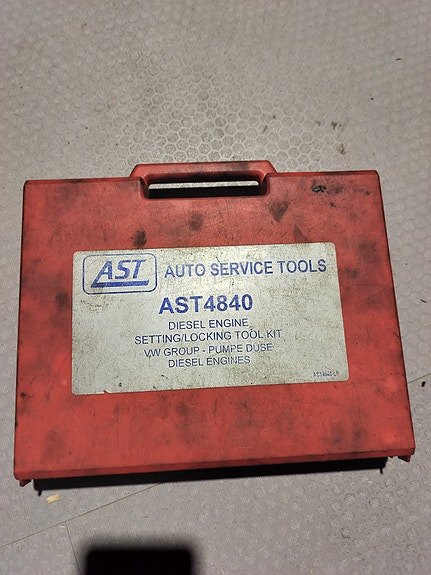 AST
AUTO SERVICE TOOLS
AST4840
DIESEL ENGINE
SETTING/LOCKING TOOL KIT
VW GROUP - PUMPE DUSE
DIESEL ENGINES